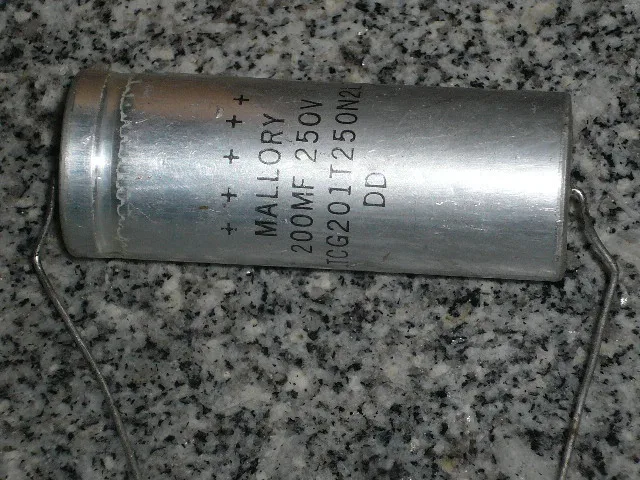 + + + + +
MALLORY
200MF 250V
TCG201T250N2
DD